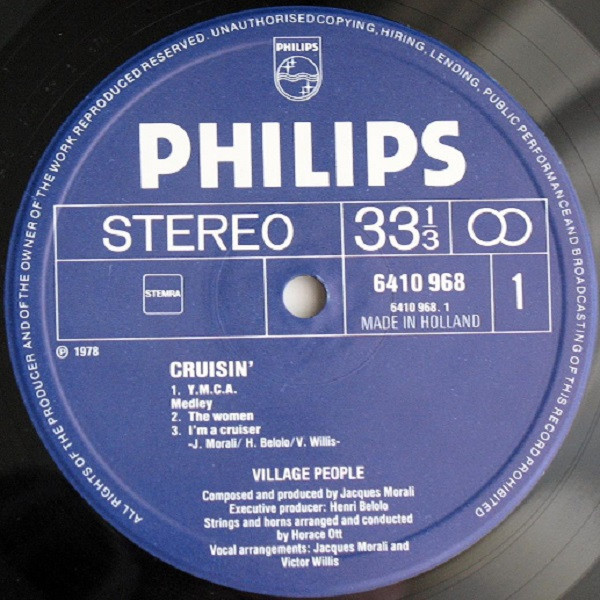 ALL RIGHTS OF THE PRODUCER AND OF THE OWNER OF THE WORK REPRODUCED RESERVED. UNAUTHORISED COPYING, HIRING, LENDING, PUBLIC PERFORMANCE AND BROADCASTING OF THIS RECORD PROHIBITED
PHILIPS
PHILIPS
STEREO
33 1/3
STEMRA
6410 968
6410 968. 1
MADE IN HOLLAND
1
℗ 1978
CRUISIN'
1. Y.M.C.A.
Medley
2. The women
3. I'm a cruiser
-J. Morali/ H. Belolo/V. Willis-
VILLAGE PEOPLE
Composed and produced by Jacques Morali
Executive producer: Henri Belolo
Strings and horns arranged and conducted
by Horace Ott
Vocal arrangements: Jacques Morali and
Victor Willis